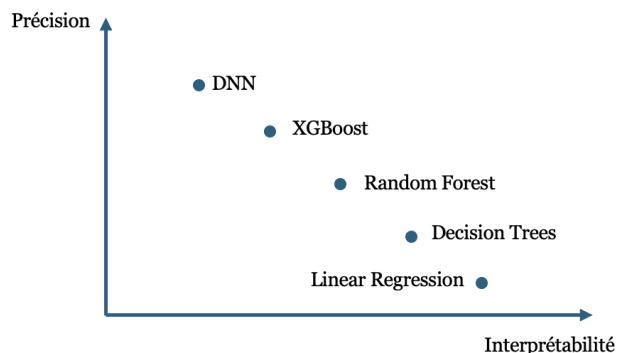 Précision
DNN
XGBoost
Random Forest
Decision Trees
Linear Regression
Interprétabilité